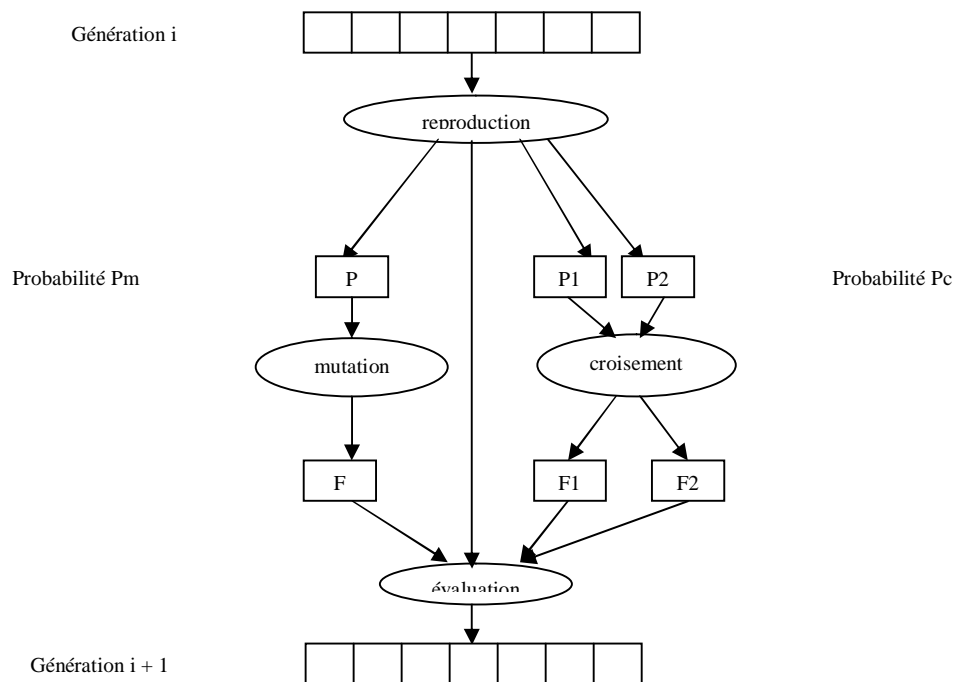 Génération i
reproduction
Probabilité Pm
P
P1
P2
Probabilité Pc
mutation
croisement
F
F1
F2
évaluation
Génération i + 1